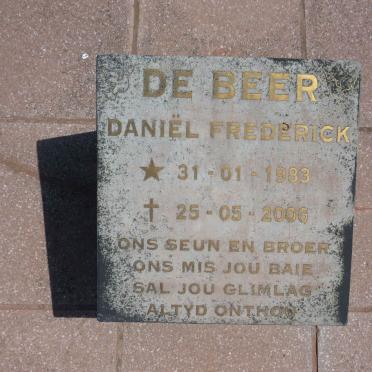 DE BEER
DANIËL FREDERICK
★ 31-01-1983
† 25-05-2006
ONS SEUN EN BROER
ONS MIS JOU BAIE
SAL JOU GLIMLAG
ALTYD ONTHOU